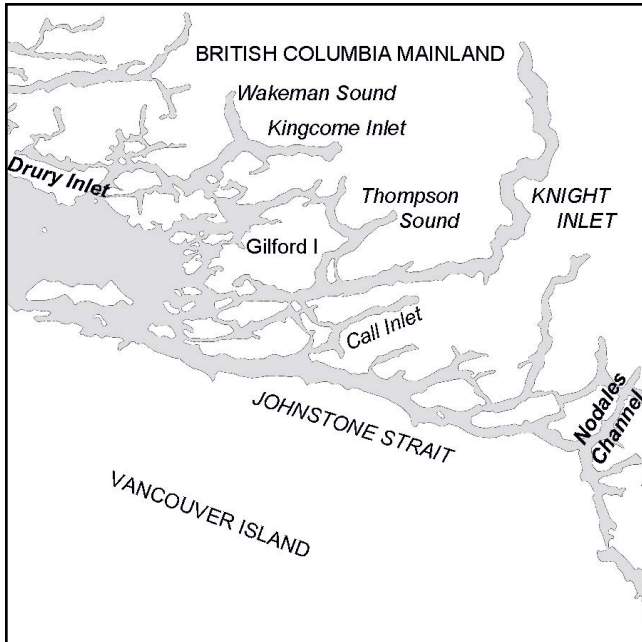 BRITISH COLUMBIA MAINLAND
Wakeman Sound
Kingcome Inlet
Drury Inlet
Thompson
Sound
KNIGHT
INLET
Gilford I
Call Inlet
JOHNSTONE STRAIT
Nodales
Channel
VANCOUVER ISLAND